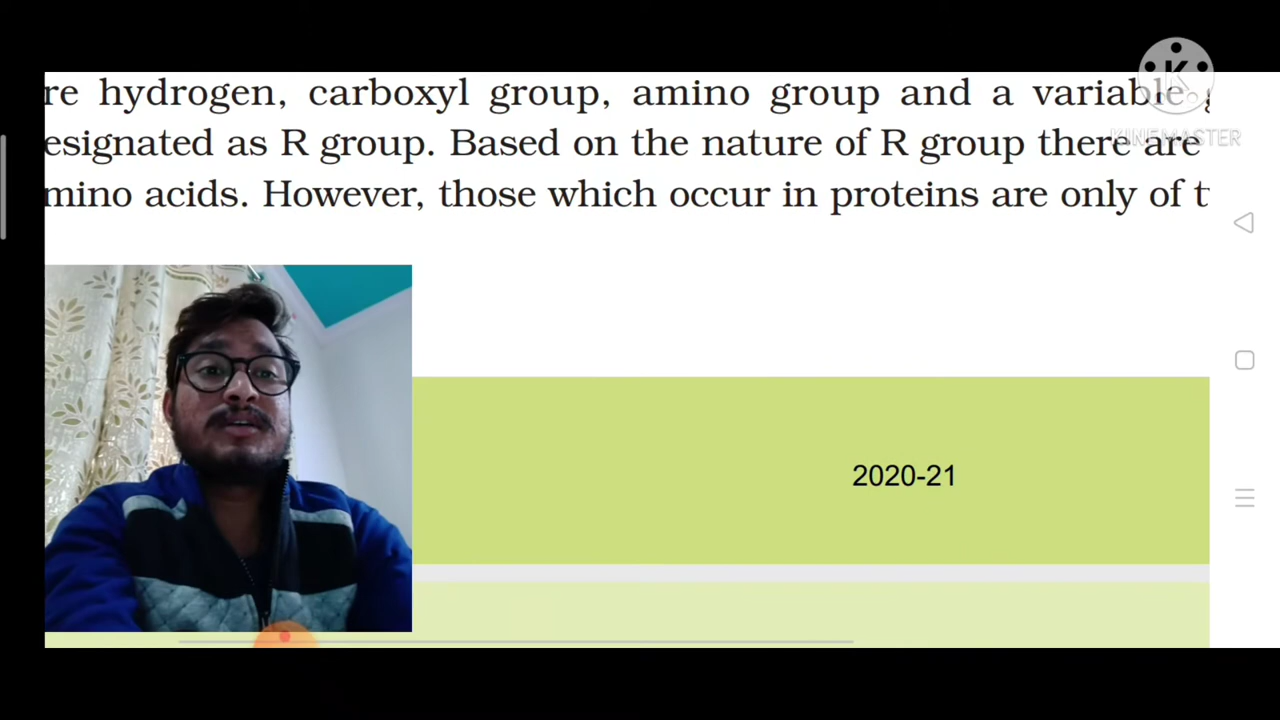 re hydrogen, carboxyl group, amino group and a variable
esignated as R group. Based on the nature of R group there are
mino acids. However, those which occur in proteins are only of t
KINEMASTER
2020-21